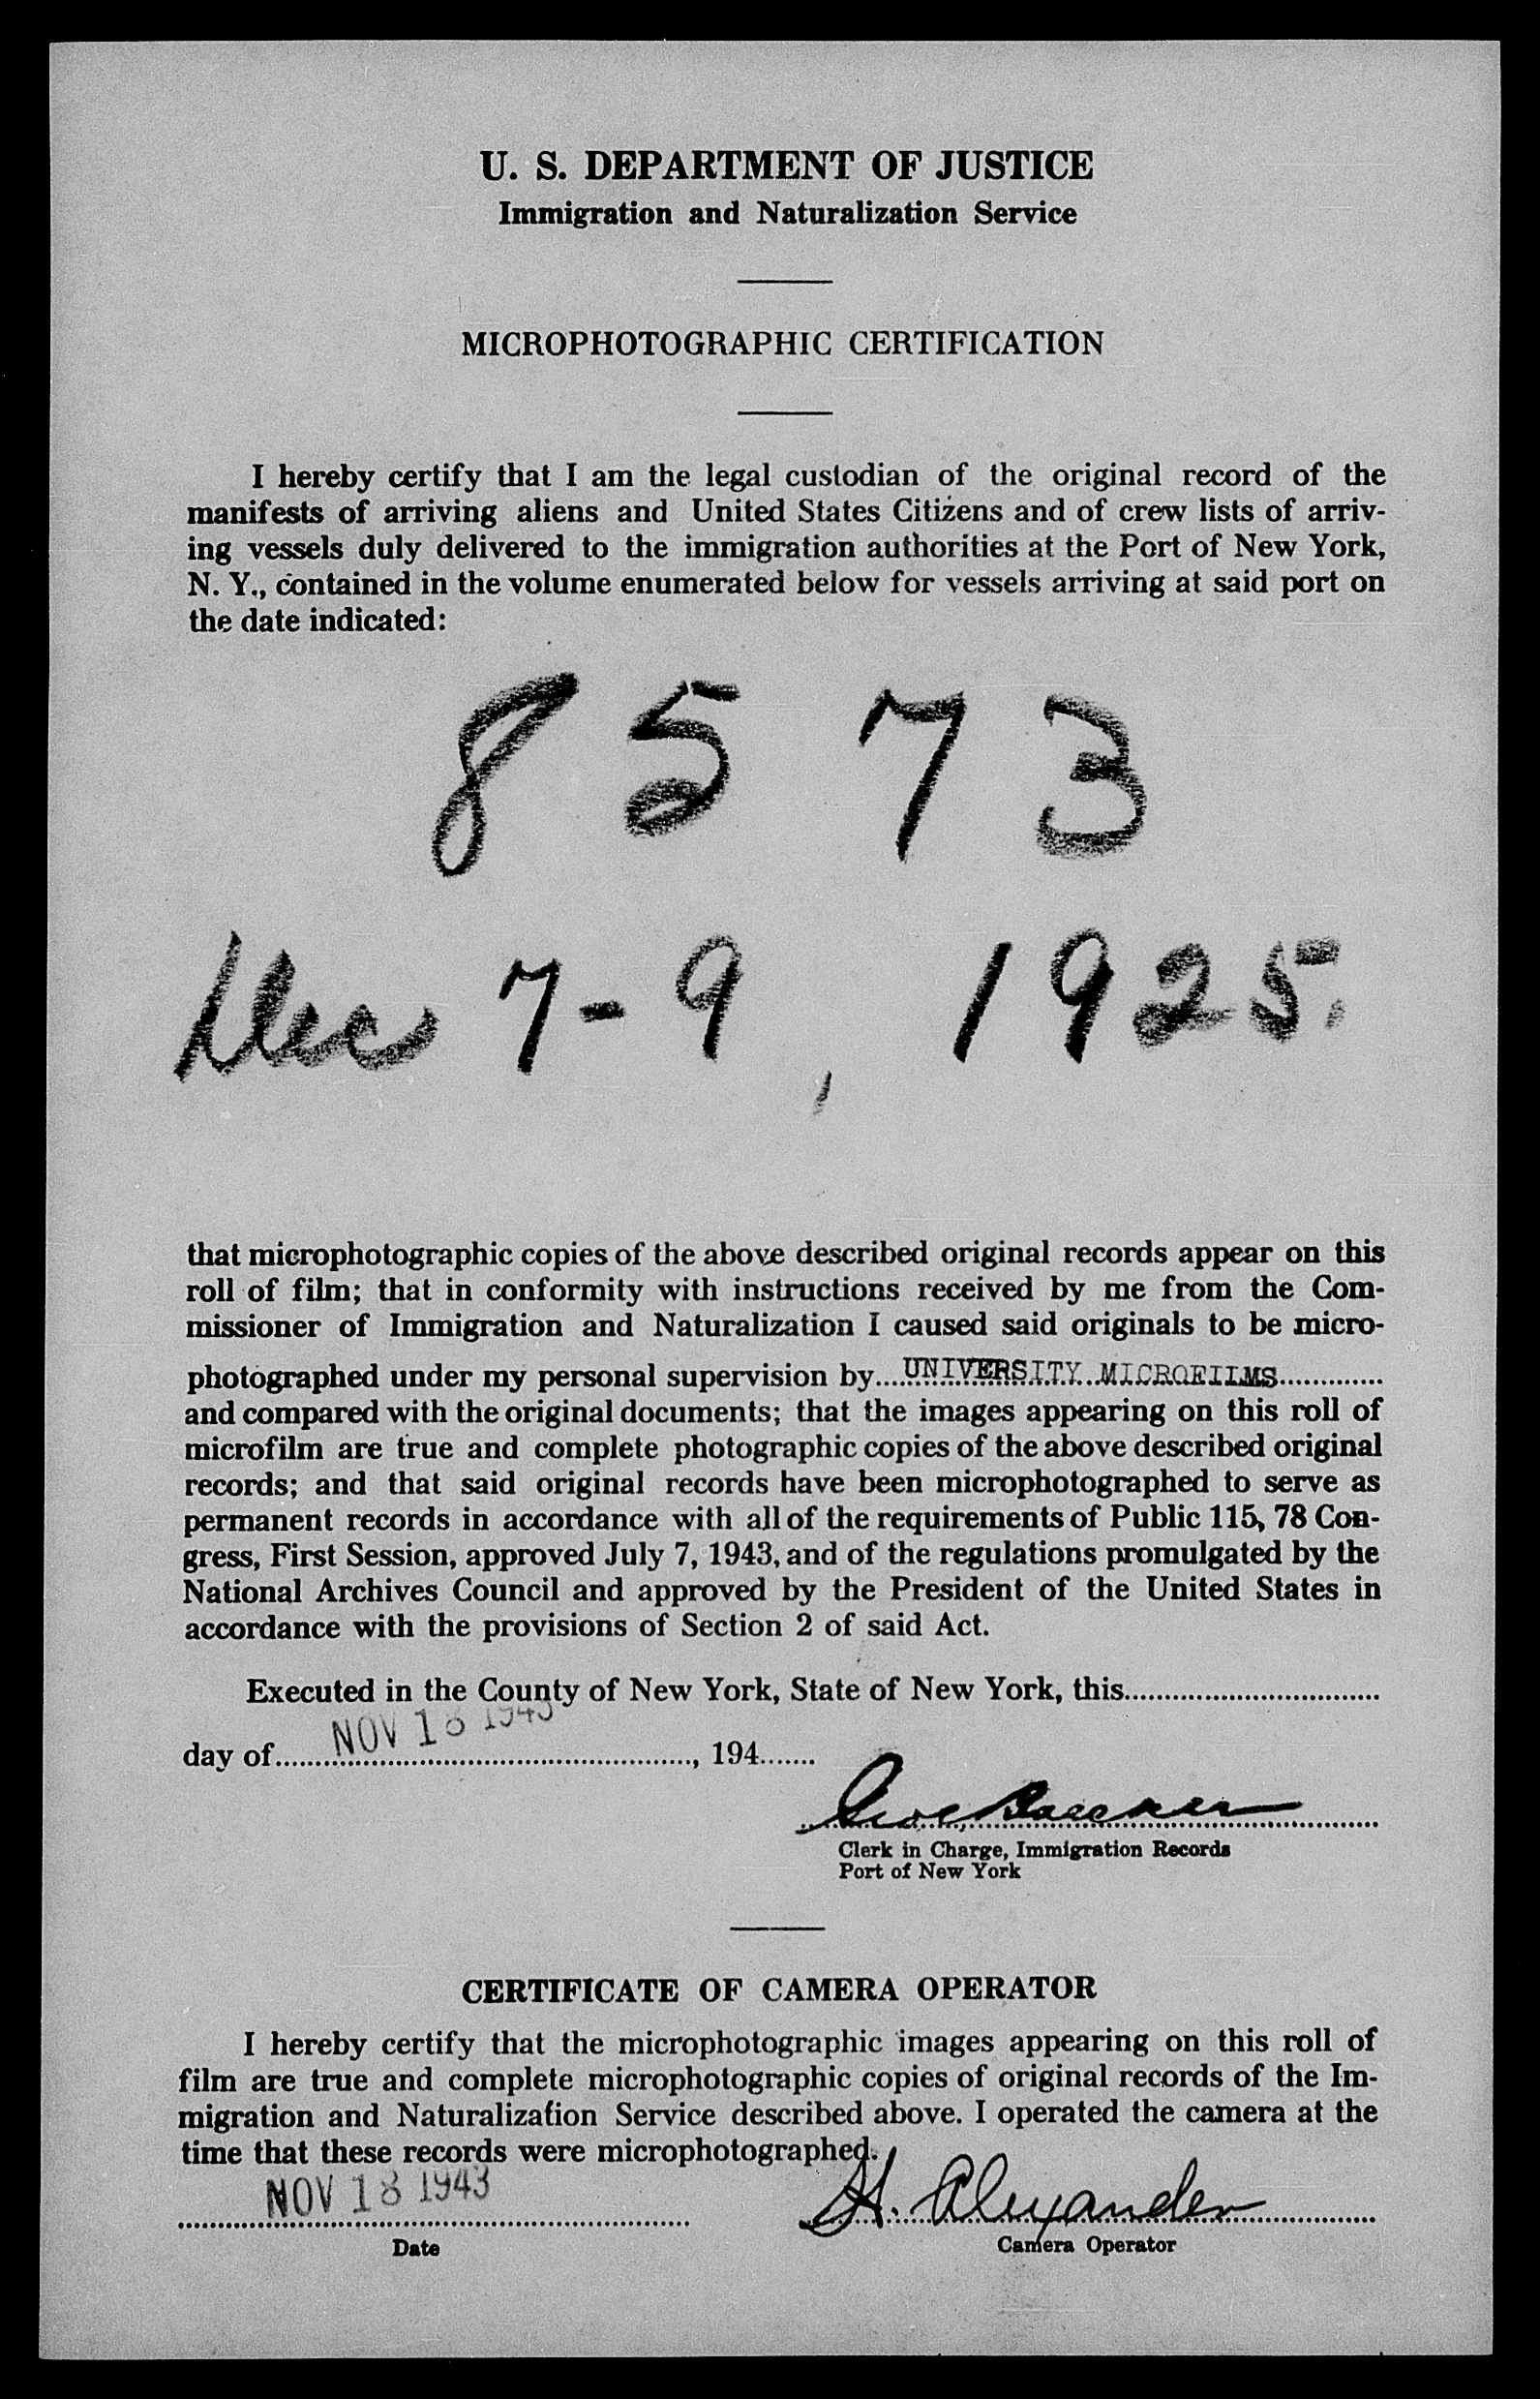 U. S. DEPARTMENT OF JUSTICE
Immigration and Naturalization Service
MICROPHOTOGRAPHIC CERTIFICATION
I hereby certify that I am the legal custodian of the original record of the
manifests of arriving aliens and United States Citizens and of crew lists of arriv-
ing vessels duly delivered to the immigration authorities at the Port of New York,
N. Y., contained in the volume enumerated below for vessels arriving at said port on
the date indicated:
8573
Dec 7-9, 1925.
that microphotographic copies of the above described original records appear on this
roll of film; that in conformity with instructions received by me from the Com-
missioner of Immigration and Naturalization I caused said originals to be micro-
photographed under my personal supervision by....UNIVERSITY MICROFILMS.............
and compared with the original documents; that the images appearing on this roll of
microfilm are true and complete photographic copies of the above described original
records; and that said original records have been microphotographed to serve as
permanent records in accordance with all of the requirements of Public 115, 78 Con-
gress, First Session, approved July 7, 1943, and of the regulations promulgated by the
National Archives Council and approved by the President of the United States in
accordance with the provisions of Section 2 of said Act.
Executed in the County of New York, State of New York, this................................
day of......NOV 18 1943......, 194.......
Clerk in Charge, Immigration Records
Port of New York
CERTIFICATE OF CAMERA OPERATOR
I hereby certify that the microphotographic images appearing on this roll of
film are true and complete microphotographic copies of original records of the Im-
migration and Naturalization Service described above. I operated the camera at the
time that these records were microphotographed.
NOV 18 1943 H. Alexander
Date Camera Operator